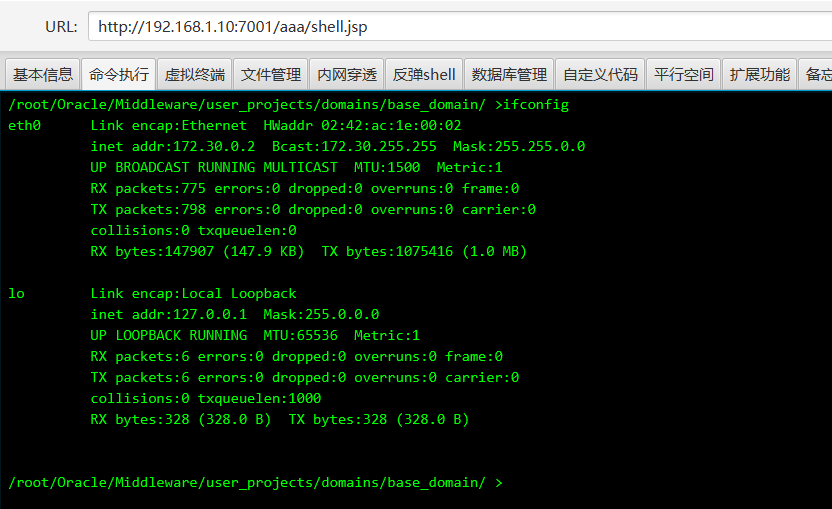 URL: http://192.168.1.10:7001/aaa/shell.jsp
基本信息 命令执行 虚拟终端 文件管理 内网穿透 反弹shell 数据库管理 自定义代码 平行空间 扩展功能 备忘
/root/Oracle/Middleware/user_projects/domains/base_domain/ >ifconfig
eth0      Link encap:Ethernet  HWaddr 02:42:ac:1e:00:02
          inet addr:172.30.0.2  Bcast:172.30.255.255  Mask:255.255.0.0
          UP BROADCAST RUNNING MULTICAST  MTU:1500  Metric:1
          RX packets:775 errors:0 dropped:0 overruns:0 frame:0
          TX packets:798 errors:0 dropped:0 overruns:0 carrier:0
          collisions:0 txqueuelen:0
          RX bytes:147907 (147.9 KB)  TX bytes:1075416 (1.0 MB)
lo        Link encap:Local Loopback
          inet addr:127.0.0.1  Mask:255.0.0.0
          UP LOOPBACK RUNNING  MTU:65536  Metric:1
          RX packets:6 errors:0 dropped:0 overruns:0 frame:0
          TX packets:6 errors:0 dropped:0 overruns:0 carrier:0
          collisions:0 txqueuelen:1000
          RX bytes:328 (328.0 B)  TX bytes:328 (328.0 B)
/root/Oracle/Middleware/user_projects/domains/base_domain/ >